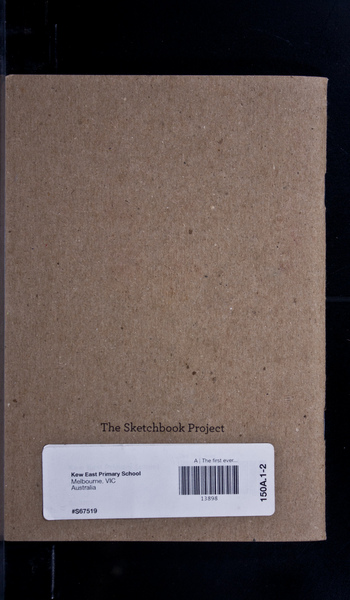 The Sketchbook Project
Kew East Primary School
Melbourne, VIC
Australia
#S67519
A | The first ever...
13898
150A.1-2